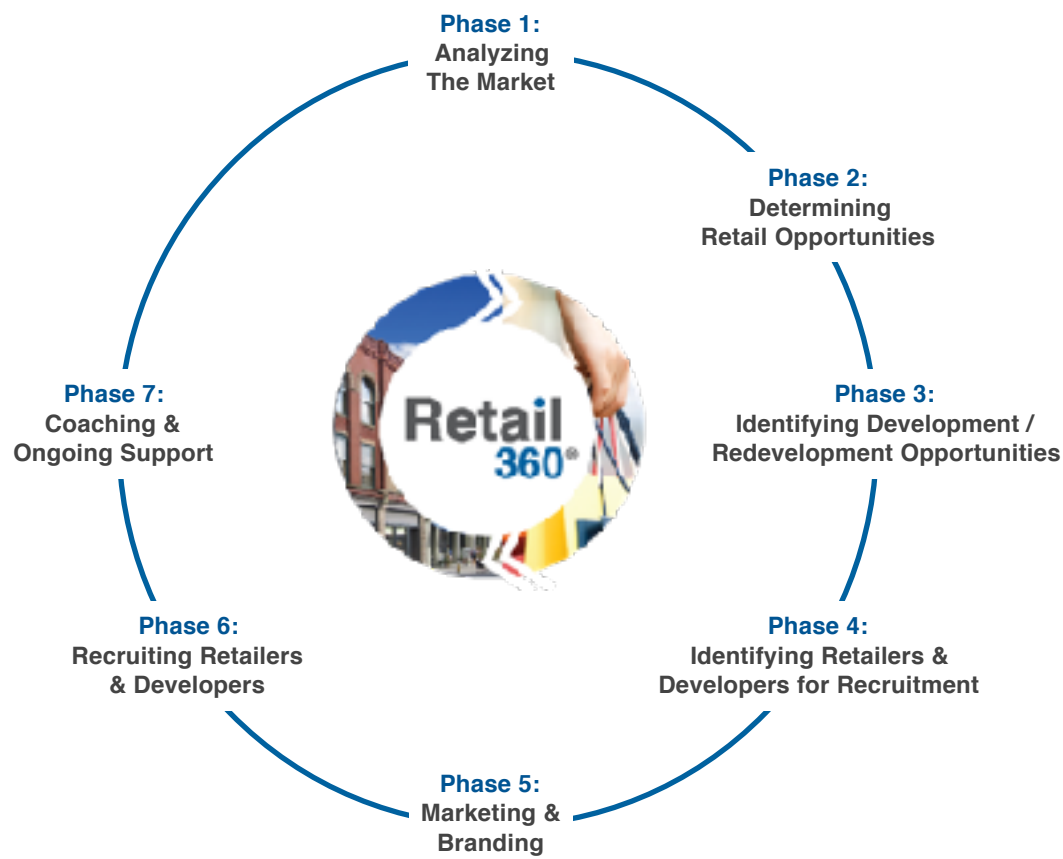 Phase 1:
Analyzing
The Market
Phase 2:
Determining
Retail Opportunities
Phase 3:
Identifying Development /
Redevelopment Opportunities
Phase 4:
Identifying Retailers &
Developers for Recruitment
Phase 5:
Marketing &
Branding
Phase 6:
Recruiting Retailers
& Developers
Phase 7:
Coaching &
Ongoing Support
Retail
360®